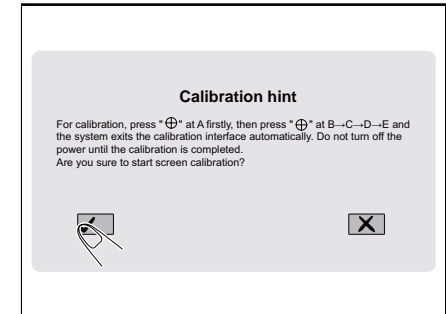 Calibration hint
For calibration, press "⊕" at A firstly, then press "⊕" at B→C→D→E and
the system exits the calibration interface automatically. Do not turn off the
power until the calibration is completed.
Are you sure to start screen calibration?